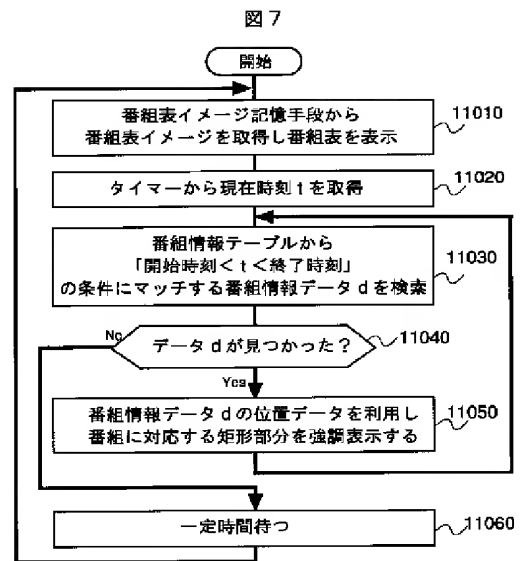 図7
開始
番組表イメージ記憶手段から
番組表イメージを取得し番組表を表示
11010
タイマーから現在時刻tを取得
11020
番組情報テーブルから
「開始時刻<t<終了時刻」
の条件にマッチする番組情報データdを検索
11030
No
データdが見つかった?
11040
Yes
番組情報データdの位置データを利用し
番組に対応する矩形部分を強調表示する
11050
一定時間待つ
11060